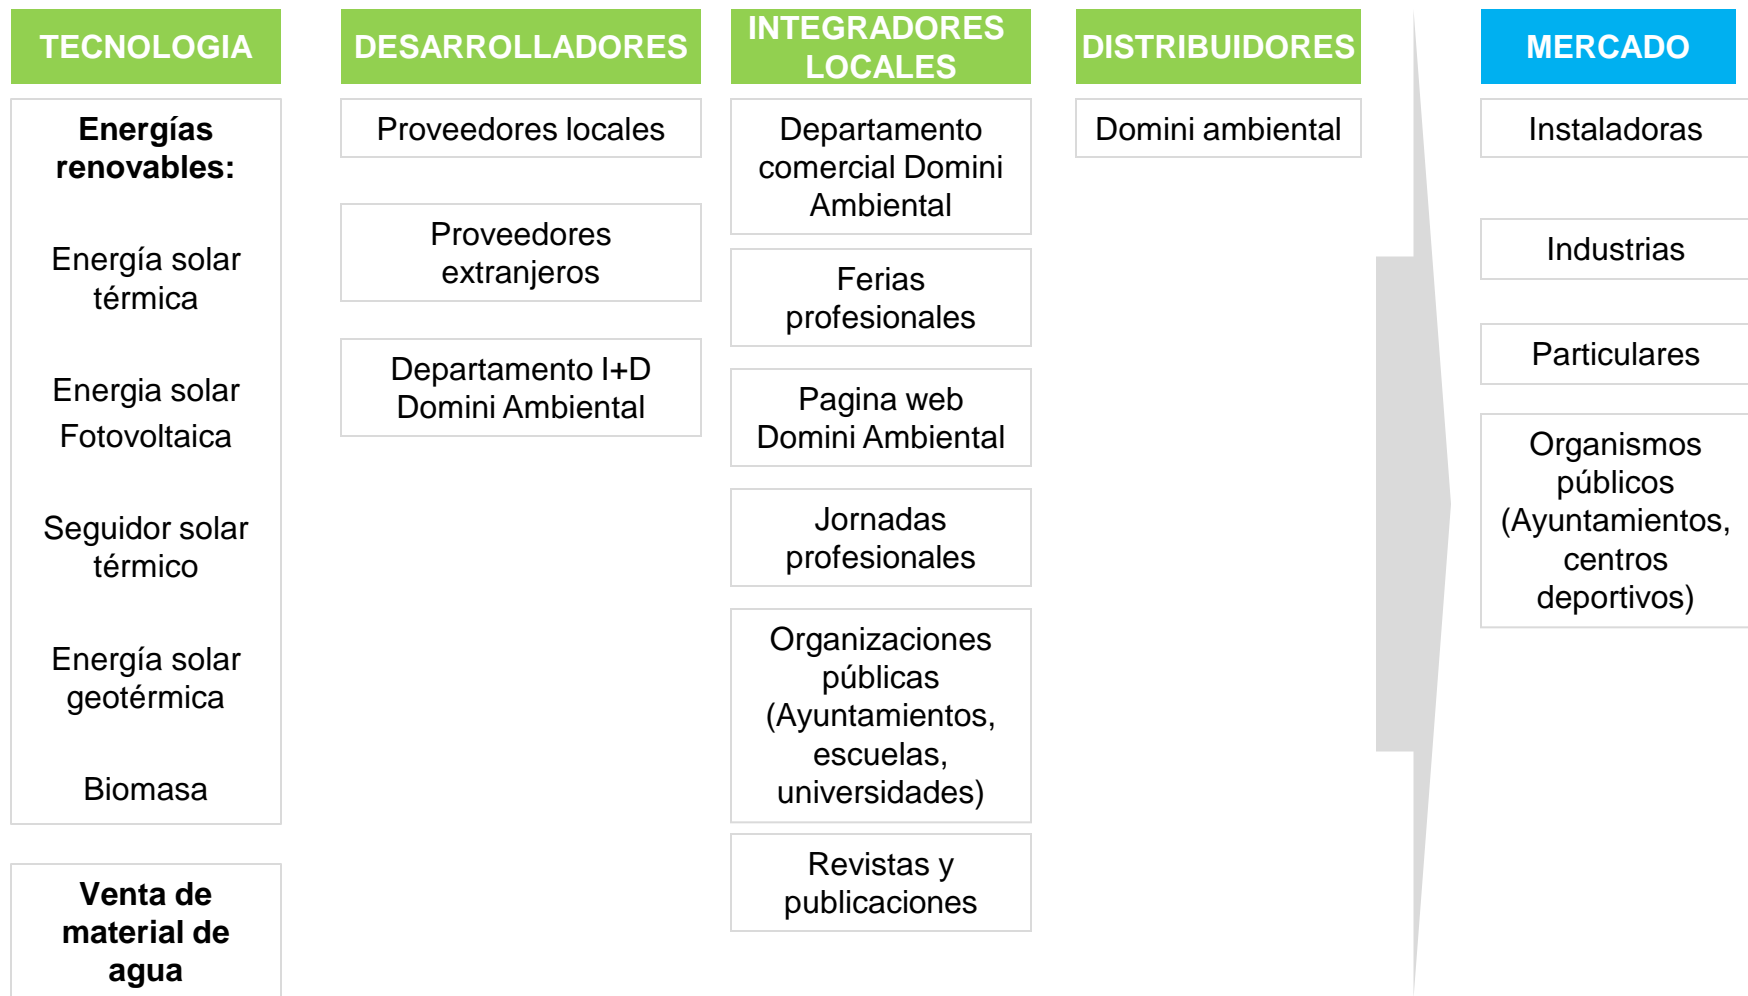 TECNOLOGIA
Energías
renovables:
Energía solar
térmica
Energia solar
Fotovoltaica
Seguidor solar
térmico
Energía solar
geotérmica
Biomasa
Venta de
material de
agua
DESARROLLADORES
Proveedores locales
Proveedores
extranjeros
Departamento I+D
Domini Ambiental
INTEGRADORES
LOCALES
Departamento
comercial Domini
Ambiental
Ferias
profesionales
Pagina web
Domini Ambiental
Jornadas
profesionales
Organizaciones
públicas
(Ayuntamientos,
escuelas,
universidades)
Revistas y
publicaciones
DISTRIBUIDORES
Domini ambiental
MERCADO
Instaladoras
Industrias
Particulares
Organismos
públicos
(Ayuntamientos,
centros
deportivos)